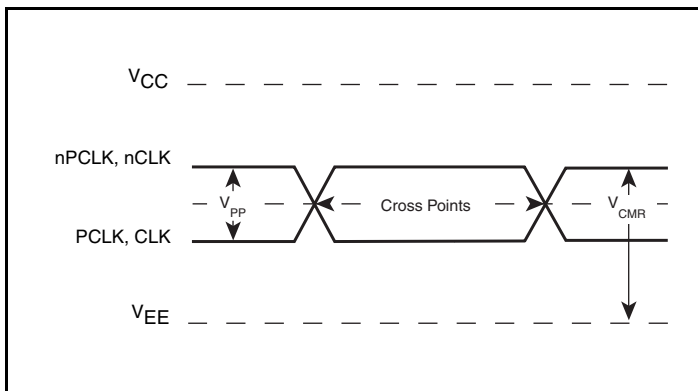 VCC
nPCLK, nCLK
VPP
Cross Points
VCMR
PCLK, CLK
VEE